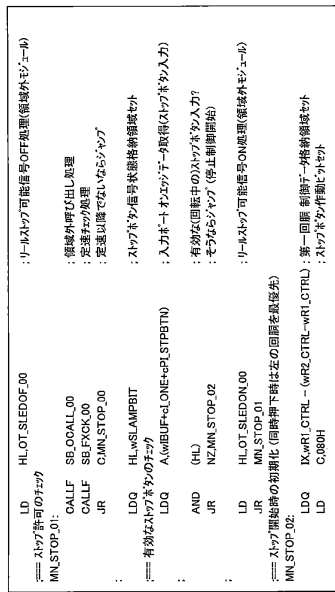 LD HL,OT_SLEDOF_00 ; リールストップ可能信号OFF処理(領域外モジュール)
;=== ストップ許可のチェック
MN_STOP_01:
CALLF SB_OCALL_00 ; 領域外呼び出し処理
CALLF SB_FXCK_00 ; 定速チェック処理
JR C,MN_STOP_00 ; 定速以降でないならジャンプ
;
LDQ HL,wSLAMPBIT ; ストップボタン信号状態格納領域セット
;=== 有効なストップボタンのチェック
LDQ A,(wIBUF+cI_ONE+cPI_STPBTN) ; 入力ポート オンエッジデータ取得(ストップボタン入力)
;
AND (HL) ; 有効な(回転中の)ストップボタン入力?
JR NZ,MN_STOP_02 ; そうならジャンプ (停止制御開始)
;
LD HL,OT_SLEDON_00 ; リールストップ可能信号ON処理(領域外モジュール)
JR MN_STOP_01
;=== ストップ開始時の初期化 (同時押下時は左の回胴を最優先)
MN_STOP_02:
LDQ IX,wR1_CTRL - (wR2_CTRL-wR1_CTRL) ; 第一回胴 制御データ格納領域セット
LD C,080H ; ストップボタン作動ビットセット